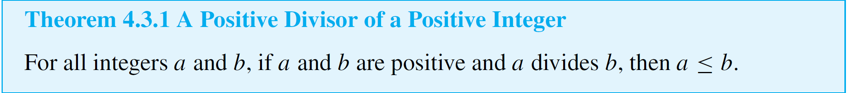 Theorem 4.3.1 A Positive Divisor of a Positive Integer
For all integers a and b, if a and b are positive and a divides b, then a ≤ b.